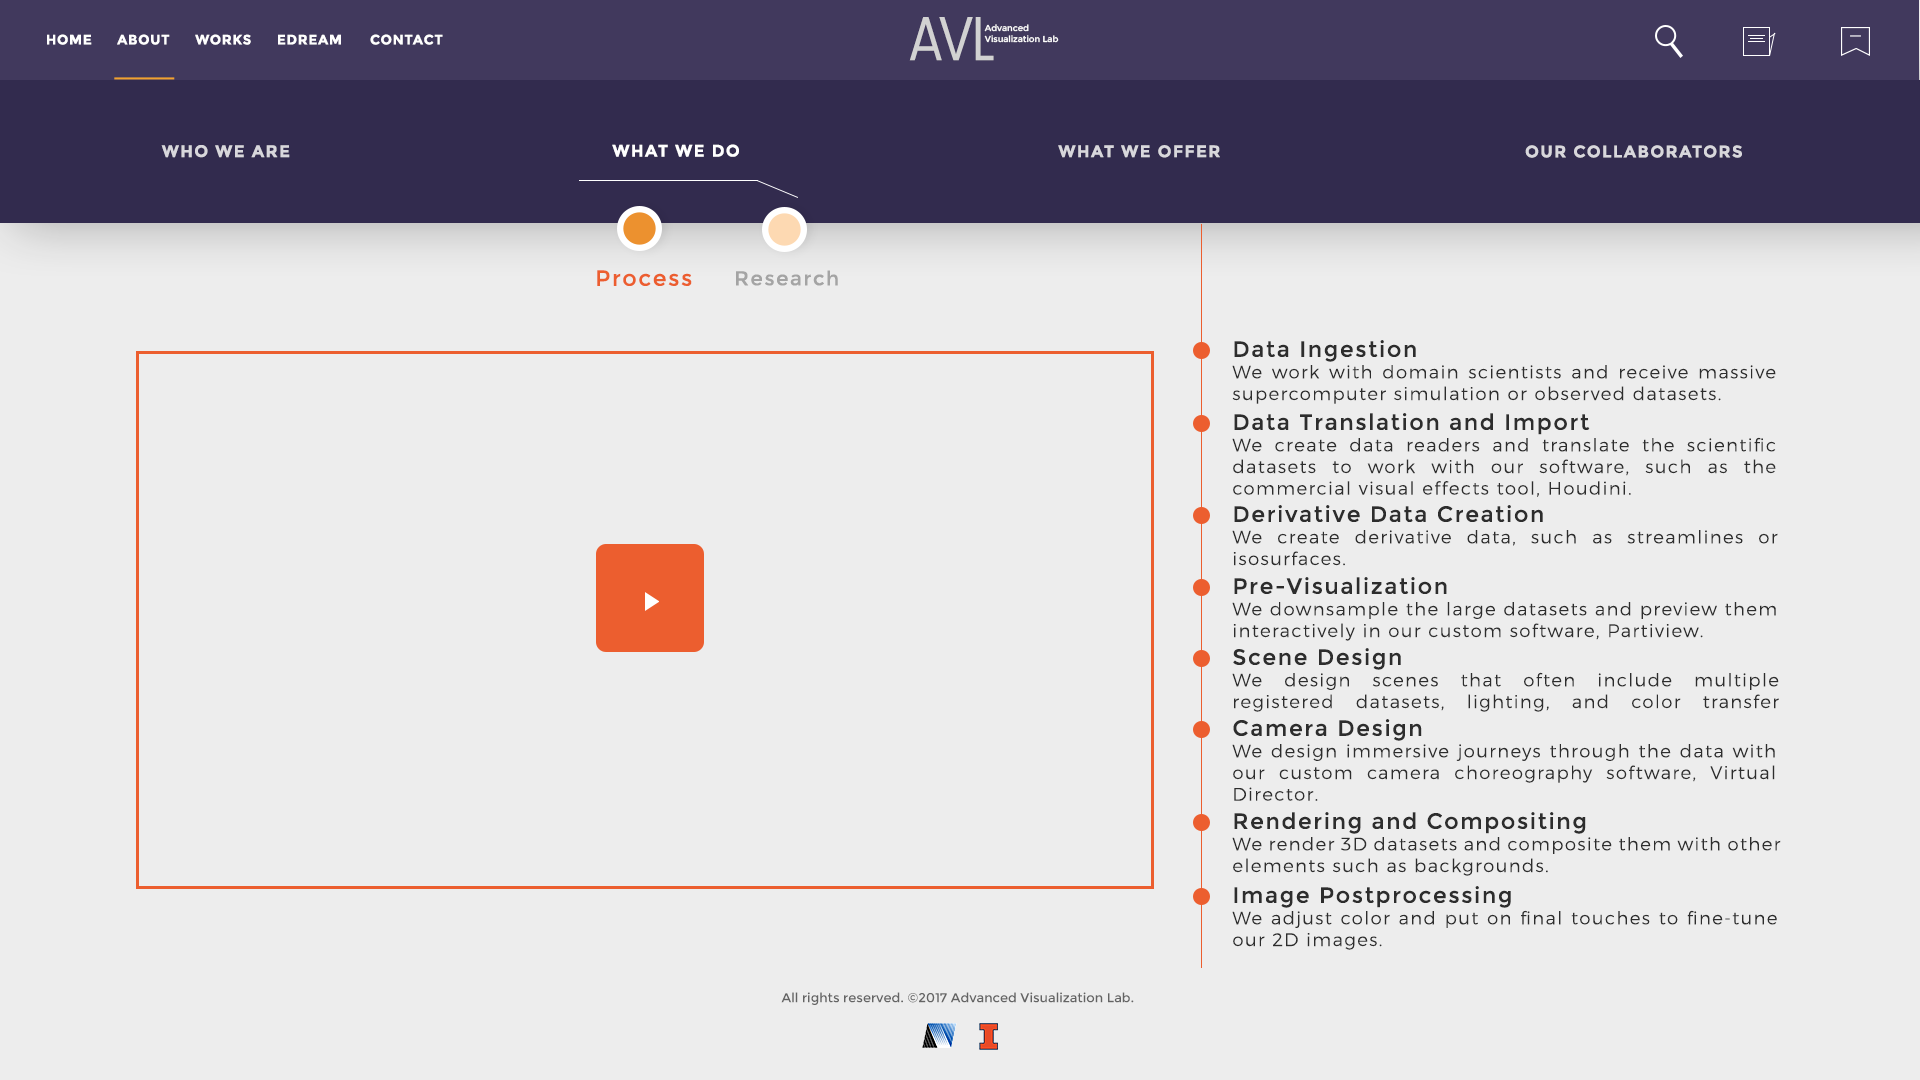 HOME ABOUT WORKS EDREAM CONTACT
AVL Advanced
Visualization Lab
WHO WE ARE WHAT WE DO WHAT WE OFFER OUR COLLABORATORS
Process Research
Data Ingestion
We work with domain scientists and receive massive
supercomputer simulation or observed datasets.
Data Translation and Import
We create data readers and translate the scientific
datasets to work with our software, such as the
commercial visual effects tool, Houdini.
Derivative Data Creation
We create derivative data, such as streamlines or
isosurfaces.
Pre-Visualization
We downsample the large datasets and preview them
interactively in our custom software, Partiview.
Scene Design
We design scenes that often include multiple
registered datasets, lighting, and color transfer
Camera Design
We design immersive journeys through the data with
our custom camera choreography software, Virtual
Director.
Rendering and Compositing
We render 3D datasets and composite them with other
elements such as backgrounds.
Image Postprocessing
We adjust color and put on final touches to fine-tune
our 2D images.
All rights reserved. ©2017 Advanced Visualization Lab.
I